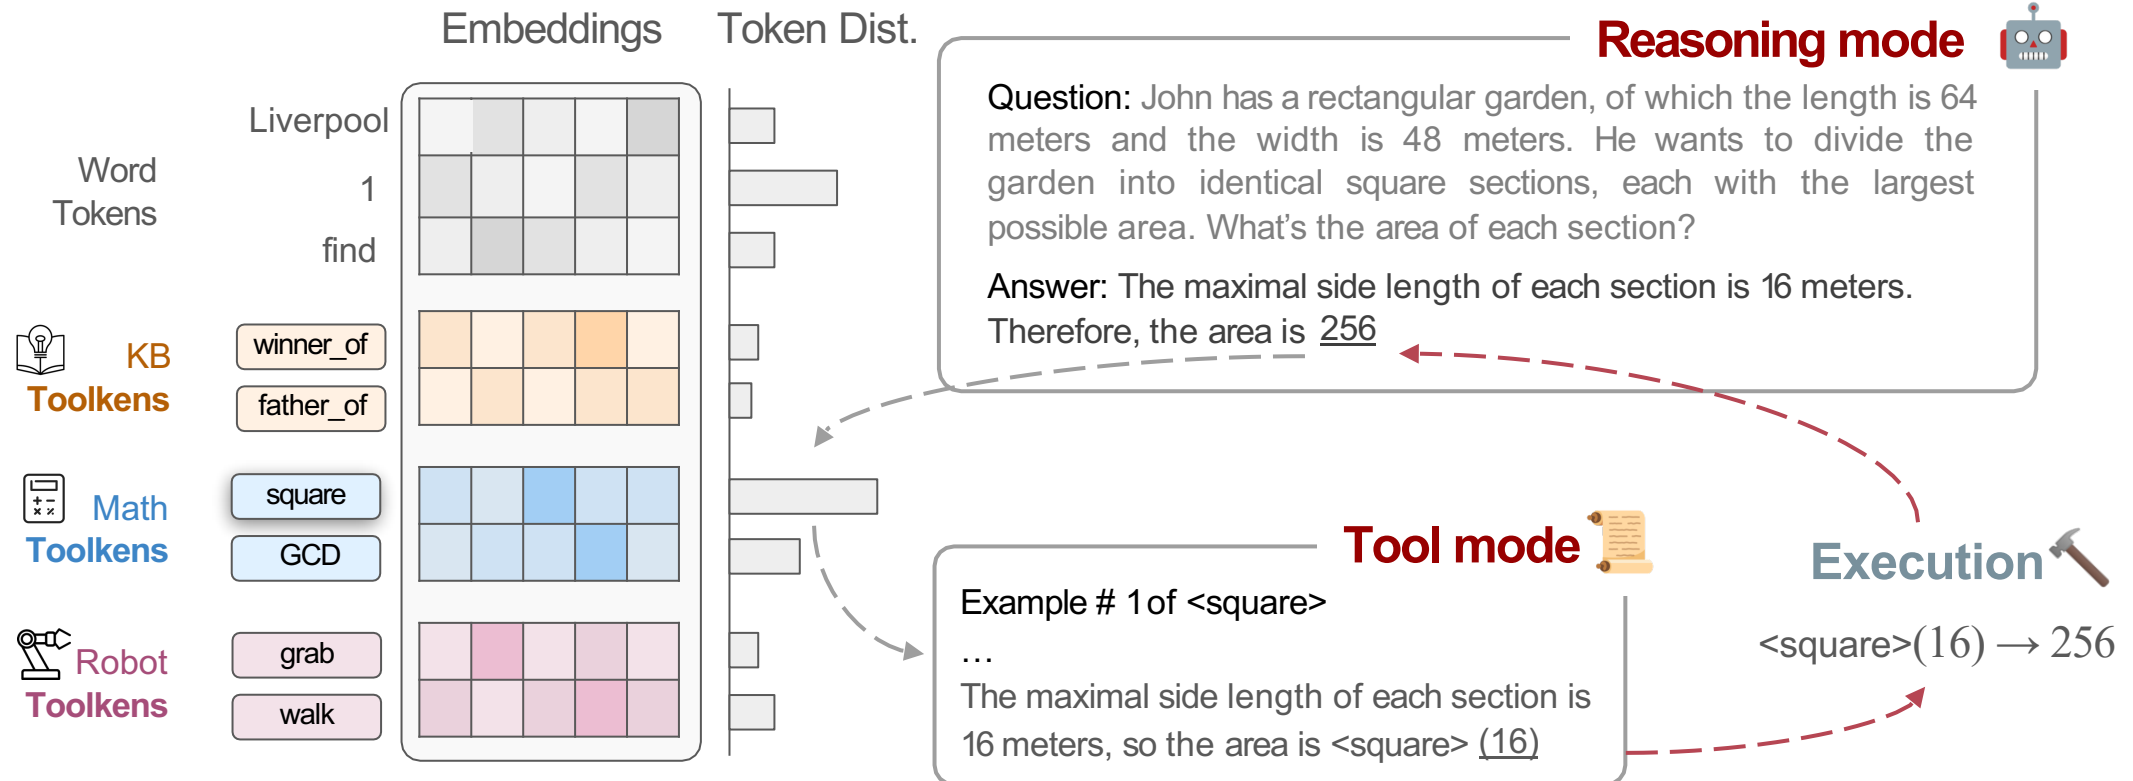 Embeddings
Token Dist.
Word
Tokens
Liverpool
1
find
KB
Toolkens
winner_of
father_of
Math
Toolkens
square
GCD
Robot
Toolkens
grab
walk
Reasoning mode
Question: John has a rectangular garden, of which the length is 64
meters and the width is 48 meters. He wants to divide the
garden into identical square sections, each with the largest
possible area. What's the area of each section?
Answer: The maximal side length of each section is 16 meters.
Therefore, the area is 256
Tool mode
Example # 1 of <square>
…
The maximal side length of each section is
16 meters, so the area is <square> (16)
Execution
<square>(16) → 256